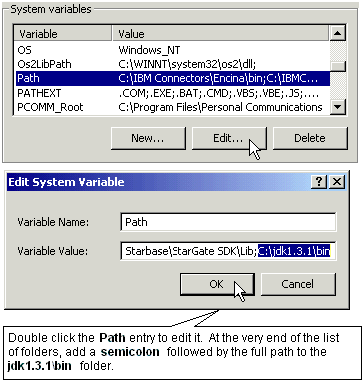 System variables
Variable Value
OS Windows_NT
Os2LibPath C:\WINNT\system32\os2\dll;
Path C:\IBM Connectors\Encina\bin;C:\IBMC...
PATHEXT .COM;.EXE;.BAT;.CMD;.VBS;.VBE;.JS;....
PCOMM_Root C:\Program Files\Personal Communications
New... Edit... Delete
Edit System Variable
Variable Name: Path
Variable Value: Starbase\StarGate SDK\Lib;C:\jdk1.3.1\bin
OK Cancel
Double click the Path entry to edit it. At the very end of the list
of folders, add a semicolon followed by the full path to the
jdk1.3.1\bin folder.